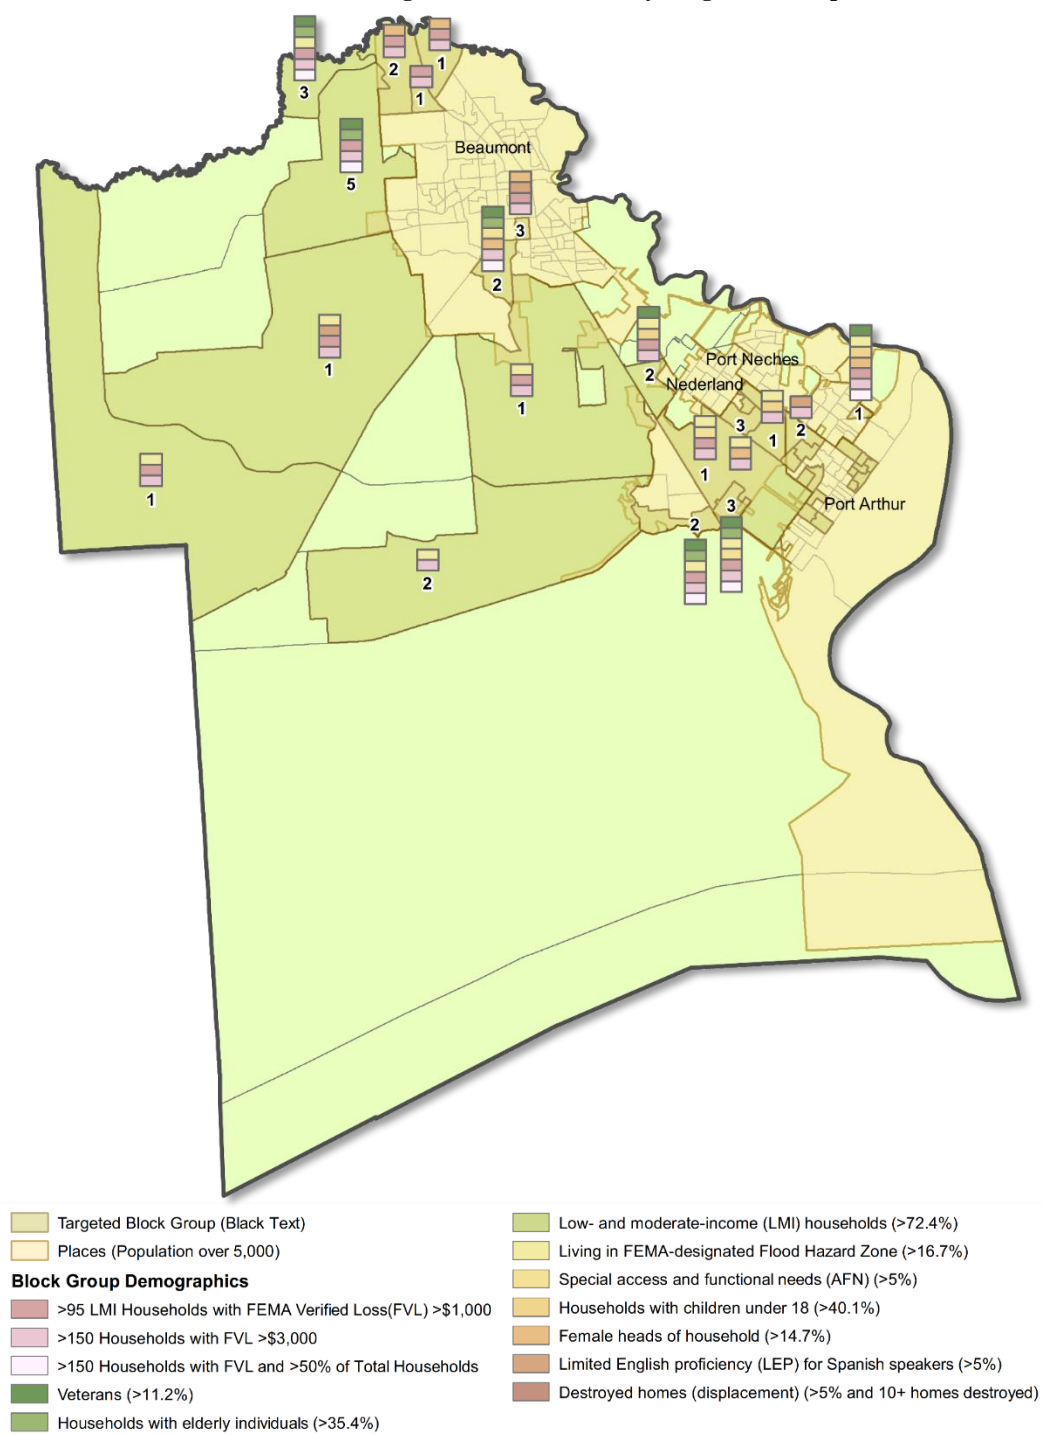 3
2
1
1
5
Beaumont
3
2
1
1
2
Port Neches
Nederland
3
1
2
1
1
1
2
3
Port Arthur
2
Targeted Block Group (Black Text)
Places (Population over 5,000)
Block Group Demographics
>95 LMI Households with FEMA Verified Loss(FVL) >$1,000
>150 Households with FVL >$3,000
>150 Households with FVL and >50% of Total Households
Veterans (>11.2%)
Households with elderly individuals (>35.4%)
Low- and moderate-income (LMI) households (>72.4%)
Living in FEMA-designated Flood Hazard Zone (>16.7%)
Special access and functional needs (AFN) (>5%)
Households with children under 18 (>40.1%)
Female heads of household (>14.7%)
Limited English proficiency (LEP) for Spanish speakers (>5%)
Destroyed homes (displacement) (>5% and 10+ homes destroyed)